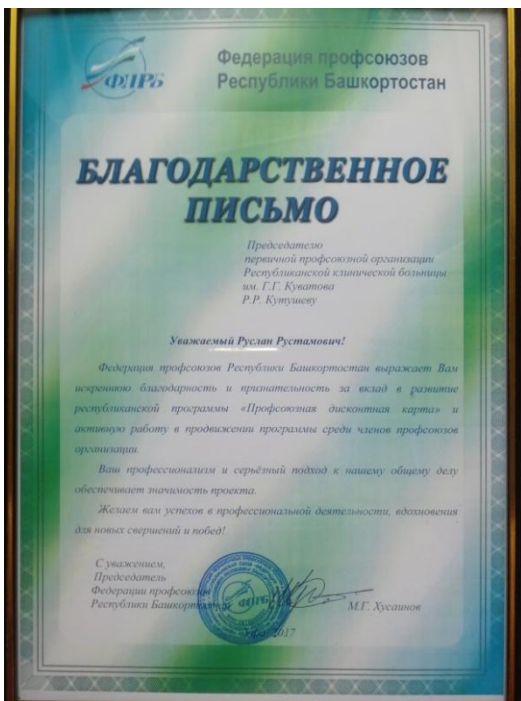 ФПРБ
Федерация профсоюзов
Республики Башкортостан
БЛАГОДАРСТВЕННОЕ
ПИСЬМО
Председателю
первичной профсоюзной организации
Республиканской клинической больницы
им. Г.Г. Куватова
Р.Р. Кутушеву
Уважаемый Руслан Рустамович!
Федерация профсоюзов Республики Башкортостан выражает Вам
искреннюю благодарность и признательность за вклад в развитие
республиканской программы «Профсоюзная дисконтная карта» и
активную работу в продвижении программы среди членов профсоюзов
организации.
Ваш профессионализм и серьёзный подход к нашему общему делу
обеспечивает значимость проекта.
Желаем вам успехов в профессиональной деятельности, вдохновения
для новых свершений и побед!
С уважением,
Председатель
Федерации профсоюзов
Республики Башкортостан
ФПРБ
М.Г. Хусаинов
Уфа 2017